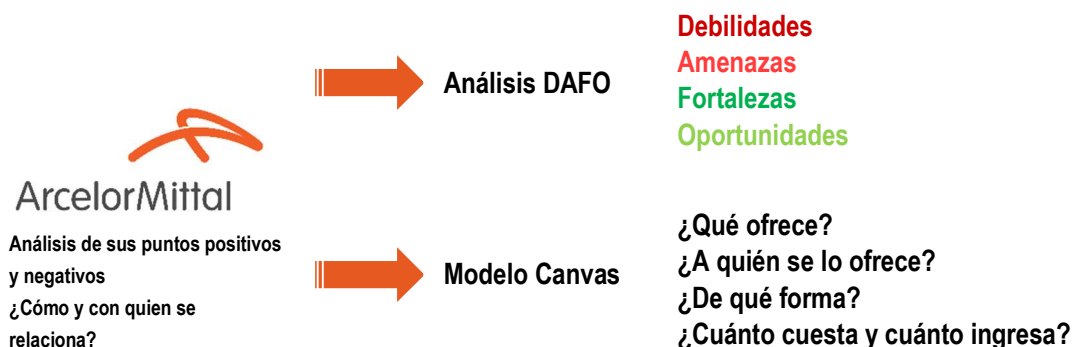 ArcelorMittal
Análisis de sus puntos positivos
y negativos
¿Cómo y con quien se
relaciona?
Análisis DAFO
Debilidades
Amenazas
Fortalezas
Oportunidades
Modelo Canvas
¿Qué ofrece?
¿A quién se lo ofrece?
¿De qué forma?
¿Cuánto cuesta y cuánto ingresa?